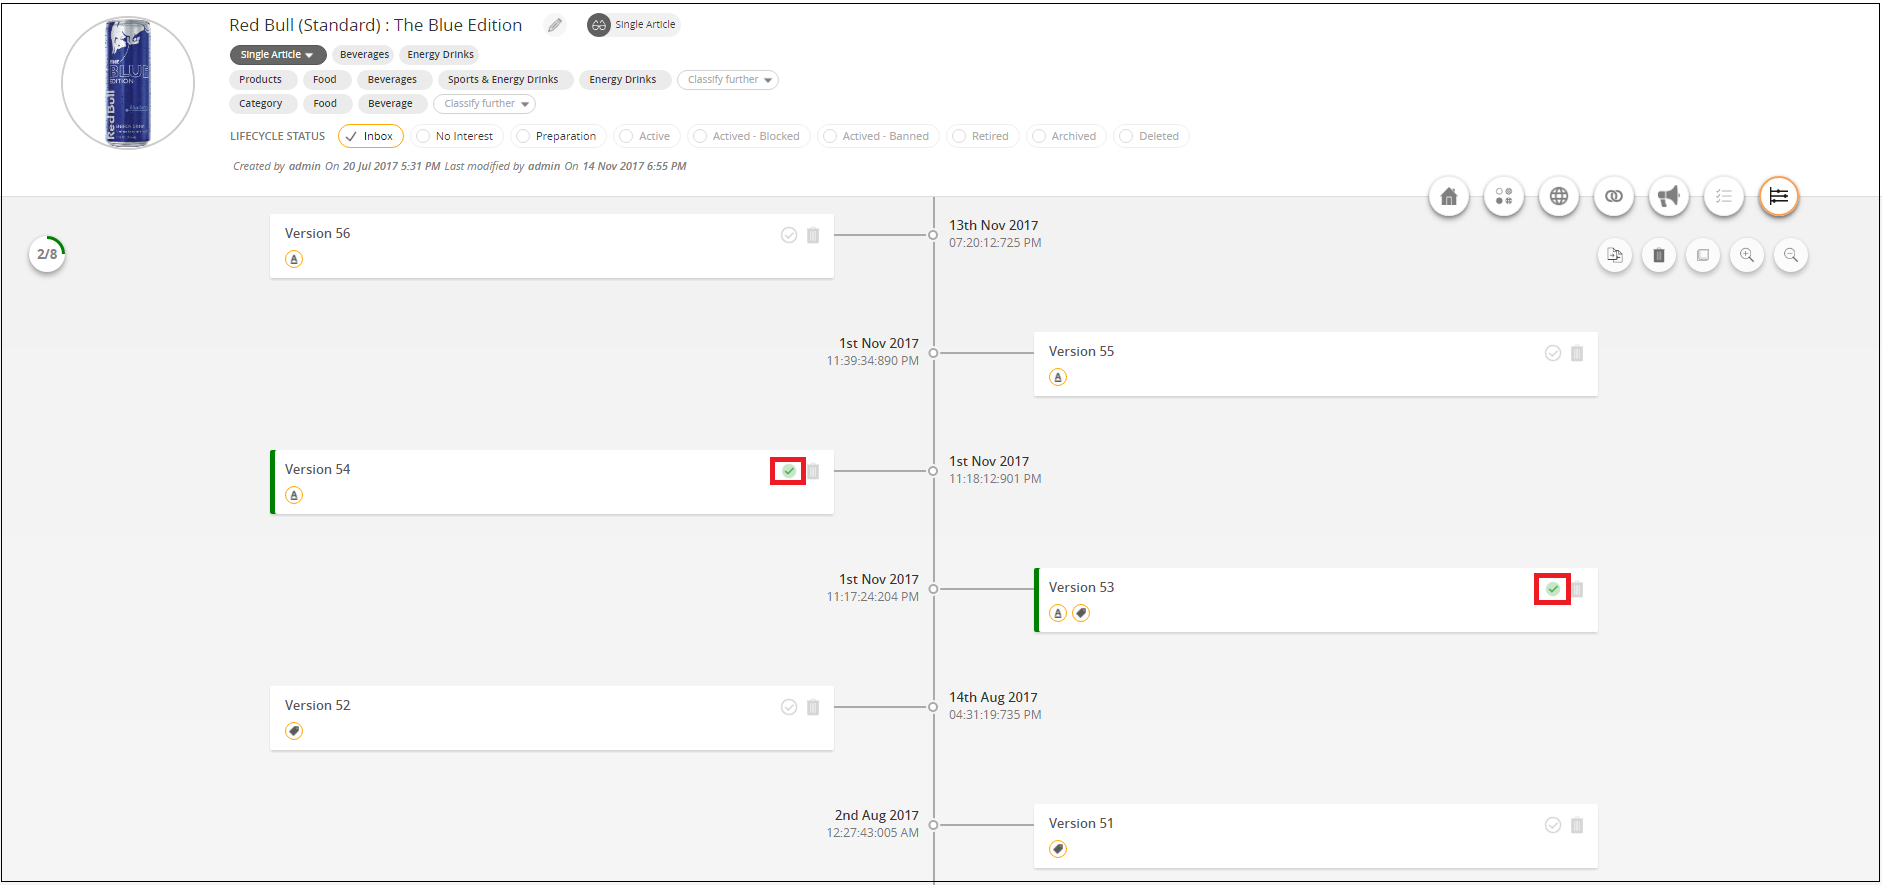 Red Bull (Standard) : The Blue Edition
Single Article
Single Article
Beverages
Energy Drinks
Products
Food
Beverages
Sports & Energy Drinks
Energy Drinks
Classify further
Category
Food
Beverage
Classify further
LIFECYCLE STATUS
Inbox
No Interest
Preparation
Active
Actived - Blocked
Actived - Banned
Retired
Archived
Deleted
Created by admin On 20 Jul 2017 5:31 PM Last modified by admin On 14 Nov 2017 6:55 PM
THE
BLUE
EDITION
Red Bull
2/8
Version 56
13th Nov 2017
07:20:12:725 PM
1st Nov 2017
11:39:34:890 PM
Version 55
Version 54
1st Nov 2017
11:18:12:901 PM
1st Nov 2017
11:17:24:204 PM
Version 53
Version 52
14th Aug 2017
04:31:19:735 PM
2nd Aug 2017
12:27:43:005 AM
Version 51